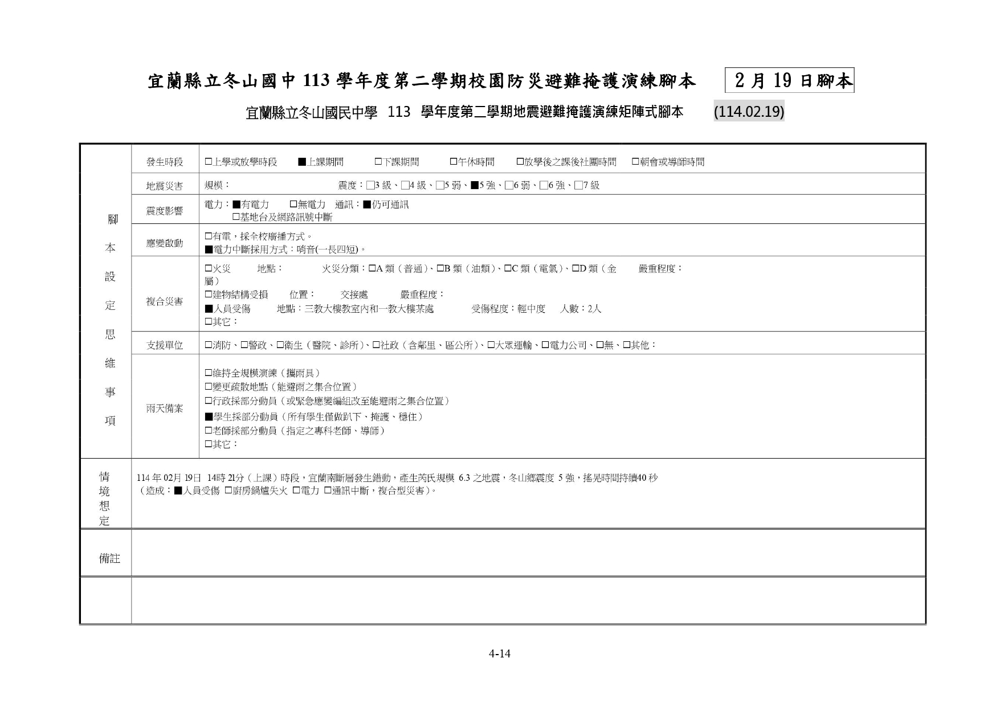 宜蘭縣立冬山國中 113 學年度第二學期校園防災避難掩護演練腳本 2 月 19 日腳本
宜蘭縣立冬山國民中學 113 學年度第二學期地震避難掩護演練矩陣式腳本 (114.02.19)
腳本設定思維事項
發生時段 □上學或放學時段 ■上課期間 □下課期間 □午休時間 □放學後之課後社團時間 □朝會或導師時間
地震災害 規模： 震度：□3 級、□4 級、□5 弱、■5 強、□6 弱、□6 強、□7 級
震度影響 電力：■有電力 □無電力 通訊：■仍可通訊
□基地台及網路訊號中斷
應變啟動 □有電，採全校廣播方式。
■電力中斷採用方式：哨音(一長四短)。
複合災害 □火災 地點： 火災分類：□A 類（普通）、□B 類（油類）、□C 類（電氣）、□D 類（金 嚴重程度：
屬）
□建物結構受損 位置： 交接處 嚴重程度：
■人員受傷 地點：三教大樓教室內和一教大樓某處 受傷程度：輕中度 人數：2人
□其它：
支援單位 □消防、□警政、□衛生（醫院、診所）、□社政（含鄰里、區公所）、□大眾運輸、□電力公司、□無、□其他：
雨天備案 □維持全規模演練（攜雨具）
□變更疏散地點（能避雨之集合位置）
□行政採部分動員（或緊急應變編組改至能避雨之集合位置）
■學生採部分動員（所有學生僅做趴下、掩護、穩住）
□老師採部分動員（指定之專科老師、導師）
□其它：
情境想定
114 年 02月 19日 14時 21分（上課）時段，宜蘭南斷層發生錯動，產生芮氏規模 6.3 之地震，冬山鄉震度 5 強，搖晃時間持續40 秒
（造成：■人員受傷 □廚房鍋爐失火 □電力 □通訊中斷，複合型災害）。
備註
4-14